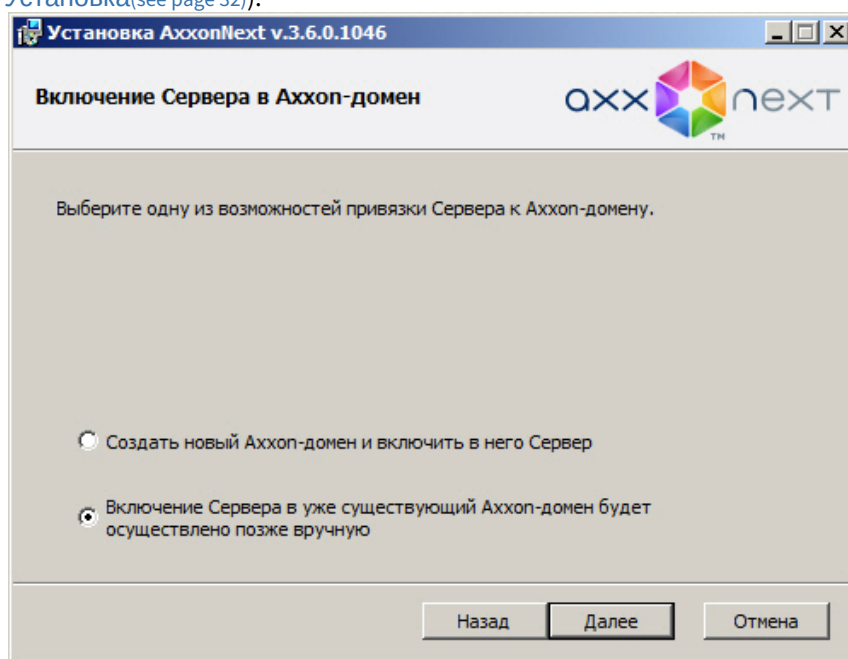 Установка(see page 32)).
Установка AxxonNext v.3.6.0.1046
Включение Сервера в Axxon-домен
axxnext
TM
Выберите одну из возможностей привязки Сервера к Axxon-домену.
Создать новый Axxon-домен и включить в него Сервер
Включение Сервера в уже существующий Axxon-домен будет
осуществлено позже вручную
Назад Далее Отмена